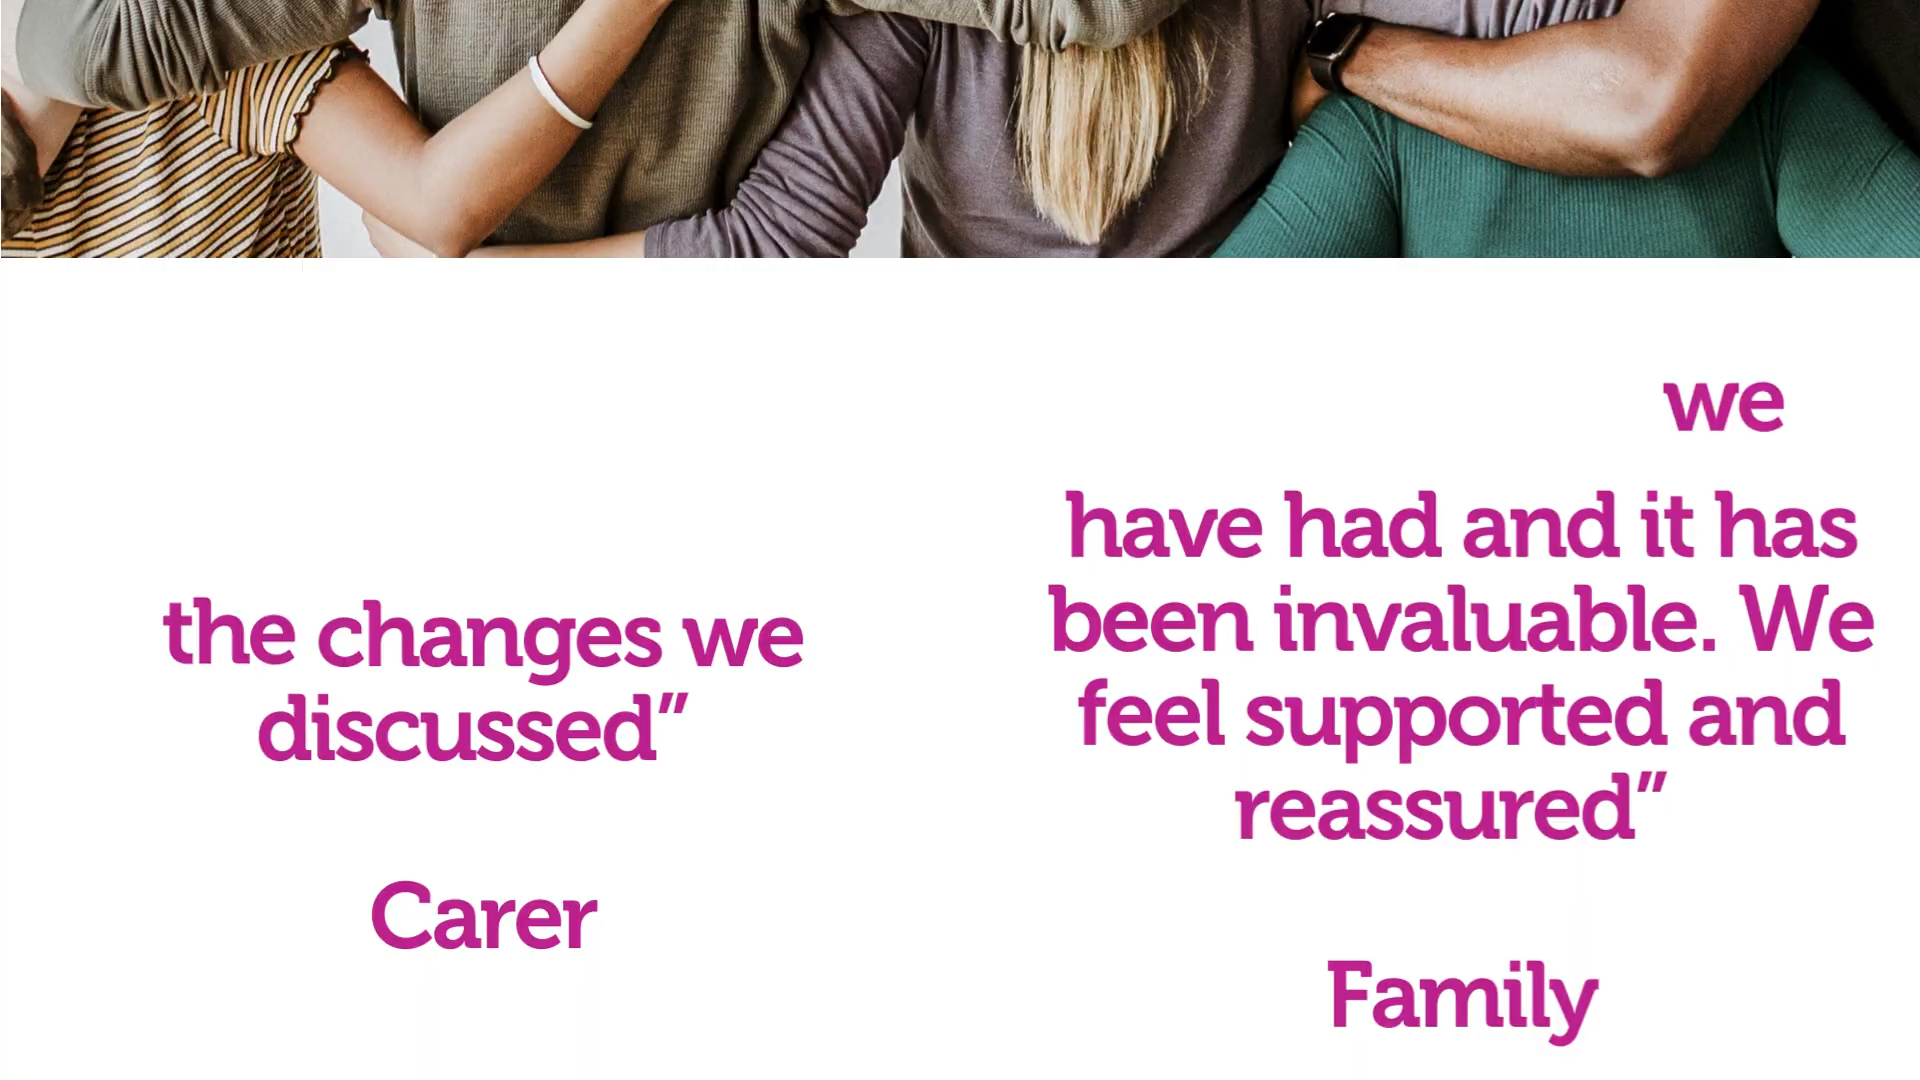 the changes we
discussed”
Carer
we
have had and it has
been invaluable. We
feel supported and
reassured”
Family